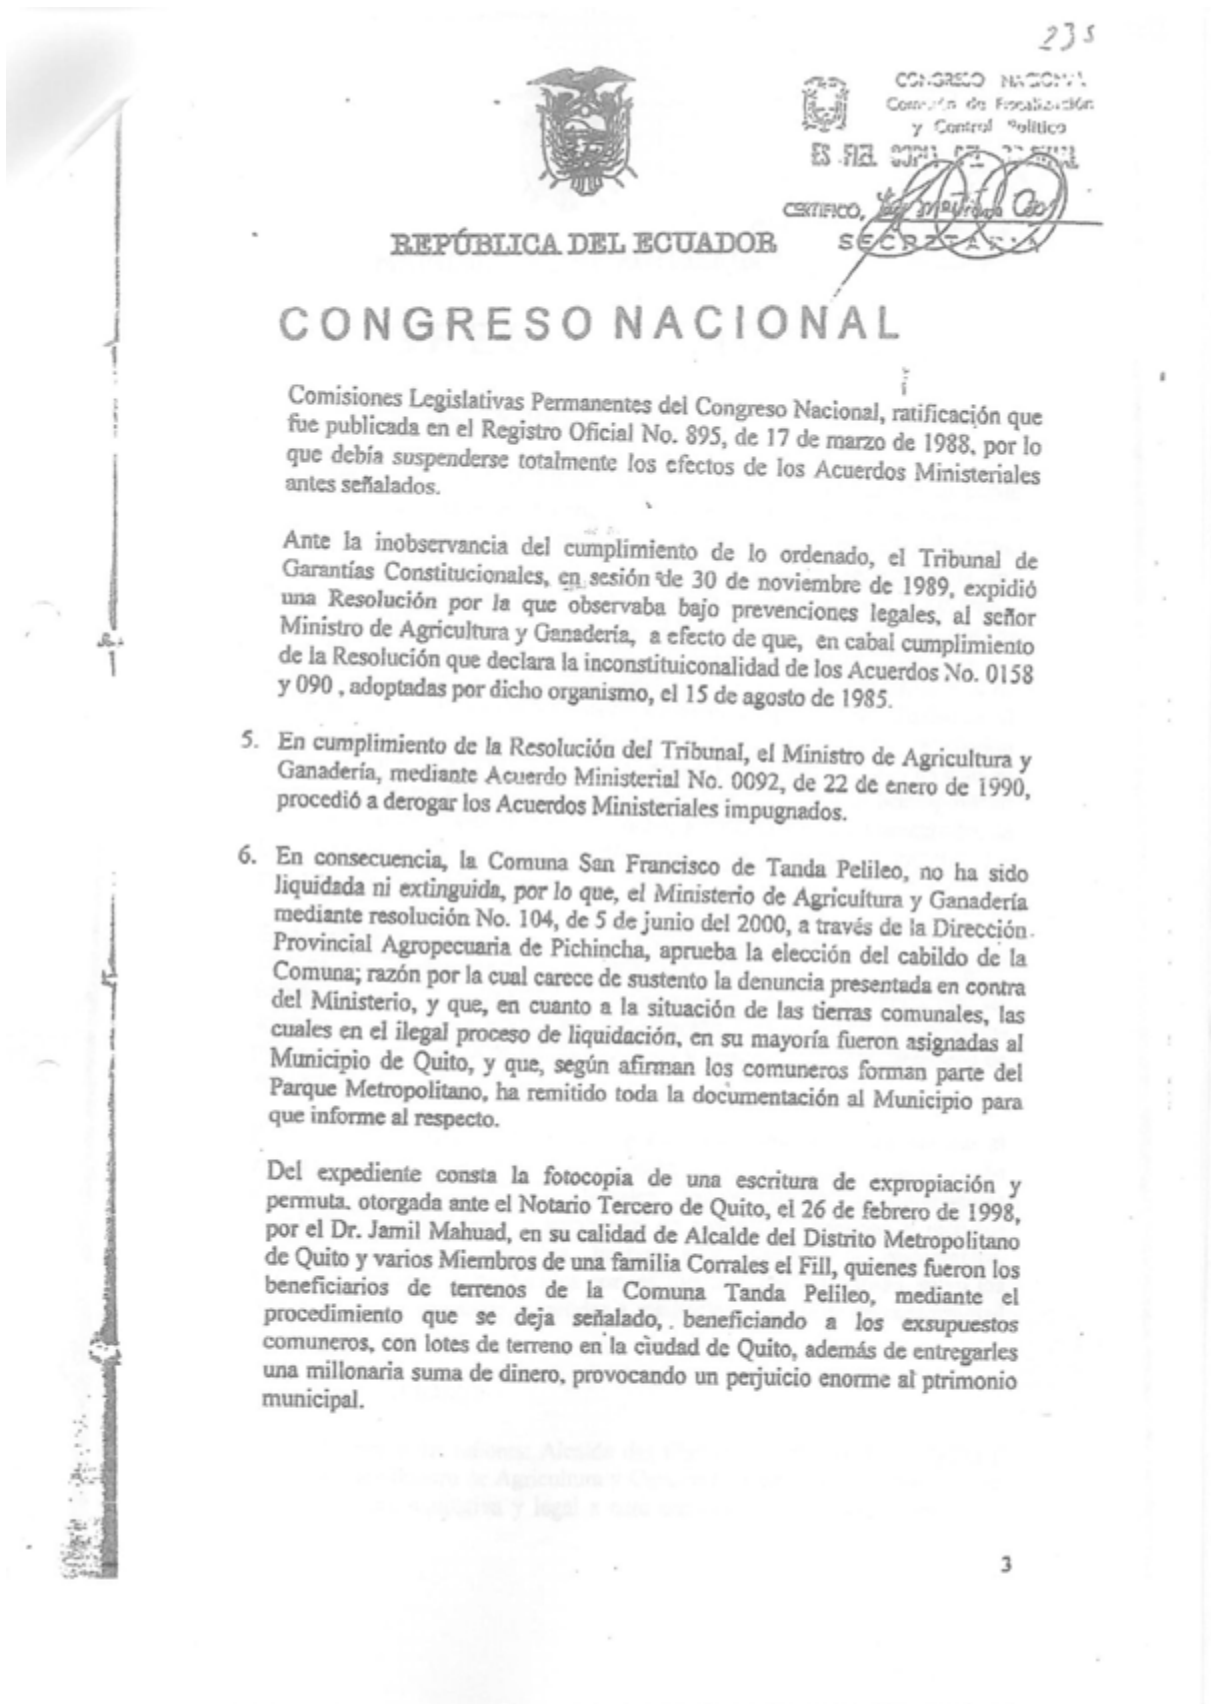 235
CONGRESO NACIONAL
Comisión de Fiscalización
y Control Político
ES FIEL COPIA DEL ORIGINAL
CERTIFICO,
SECRETARIA
REPÚBLICA DEL ECUADOR
CONGRESO NACIONAL
Comisiones Legislativas Permanentes del Congreso Nacional, ratificación que
fue publicada en el Registro Oficial No. 895, de 17 de marzo de 1988, por lo
que debía suspenderse totalmente los efectos de los Acuerdos Ministeriales
antes señalados.
Ante la inobservancia del cumplimiento de lo ordenado, el Tribunal de
Garantías Constitucionales, en sesión de 30 de noviembre de 1989, expidió
una Resolución por la que observaba bajo prevenciones legales, al señor
Ministro de Agricultura y Ganadería, a efecto de que, en cabal cumplimiento
de la Resolución que declara la inconstituiconalidad de los Acuerdos No. 0158
y 090 , adoptadas por dicho organismo, el 15 de agosto de 1985.
5. En cumplimiento de la Resolución del Tribunal, el Ministro de Agricultura y
Ganadería, mediante Acuerdo Ministerial No. 0092, de 22 de enero de 1990,
procedió a derogar los Acuerdos Ministeriales impugnados.
6. En consecuencia, la Comuna San Francisco de Tanda Pelileo, no ha sido
liquidada ni extinguida, por lo que, el Ministerio de Agricultura y Ganadería
mediante resolución No. 104, de 5 de junio del 2000, a través de la Dirección
Provincial Agropecuaria de Pichincha, aprueba la elección del cabildo de la
Comuna; razón por la cual carece de sustento la denuncia presentada en contra
del Ministerio, y que, en cuanto a la situación de las tierras comunales, las
cuales en el ilegal proceso de liquidación, en su mayoría fueron asignadas al
Municipio de Quito, y que, según afirman los comuneros forman parte del
Parque Metropolitano, ha remitido toda la documentación al Municipio para
que informe al respecto.
Del expediente consta la fotocopia de una escritura de expropiación y
permuta. otorgada ante el Notario Tercero de Quito, el 26 de febrero de 1998,
por el Dr. Jamil Mahuad, en su calidad de Alcalde del Distrito Metropolitano
de Quito y varios Miembros de una familia Corrales el Fill, quienes fueron los
beneficiarios de terrenos de la Comuna Tanda Pelileo, mediante el
procedimiento que se deja señalado, . beneficiando a los exsupuestos
comuneros, con lotes de terreno en la ciudad de Quito, además de entregarles
una millonaria suma de dinero, provocando un perjuicio enorme al ptrimonio
municipal.
3